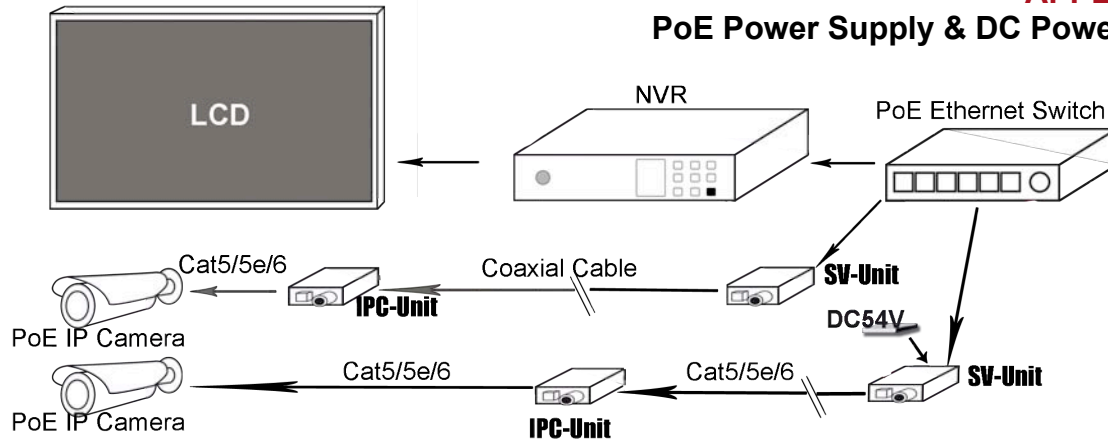 PoE Power Supply & DC Powe
LCD
NVR
PoE Ethernet Switch
Cat5/5e/6
Coaxial Cable
SV-Unit
IPC-Unit
DC54V
PoE IP Camera
Cat5/5e/6
Cat5/5e/6
SV-Unit
IPC-Unit
PoE IP Camera